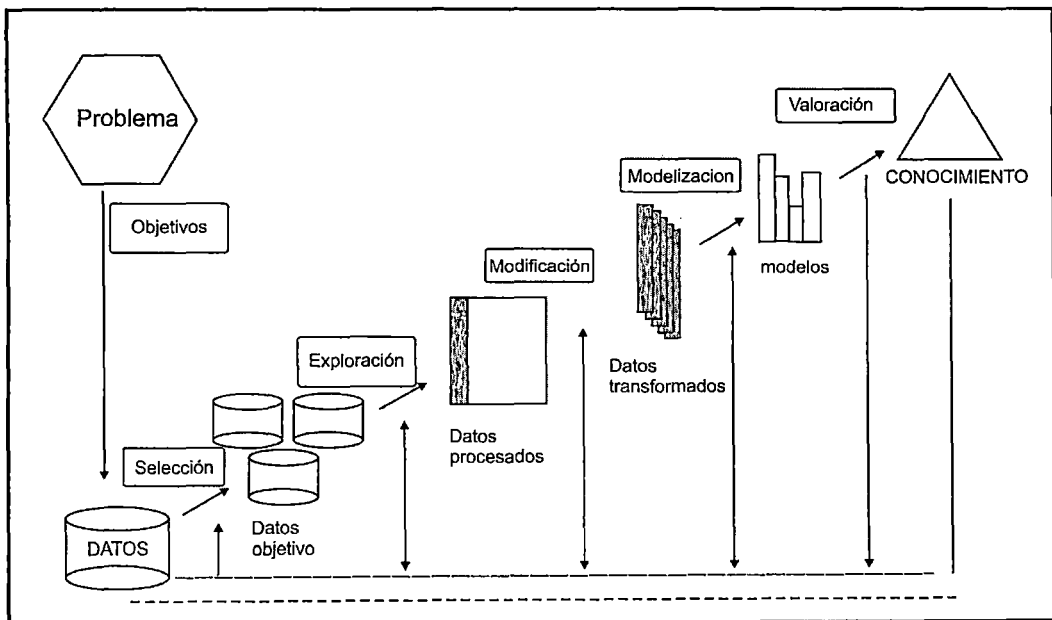 Problema
Objetivos
DATOS
Selección
Datos
objetivo
Exploración
Datos
procesados
Modificación
Datos
transformados
Modelizacion
modelos
Valoración
CONOCIMIENTO